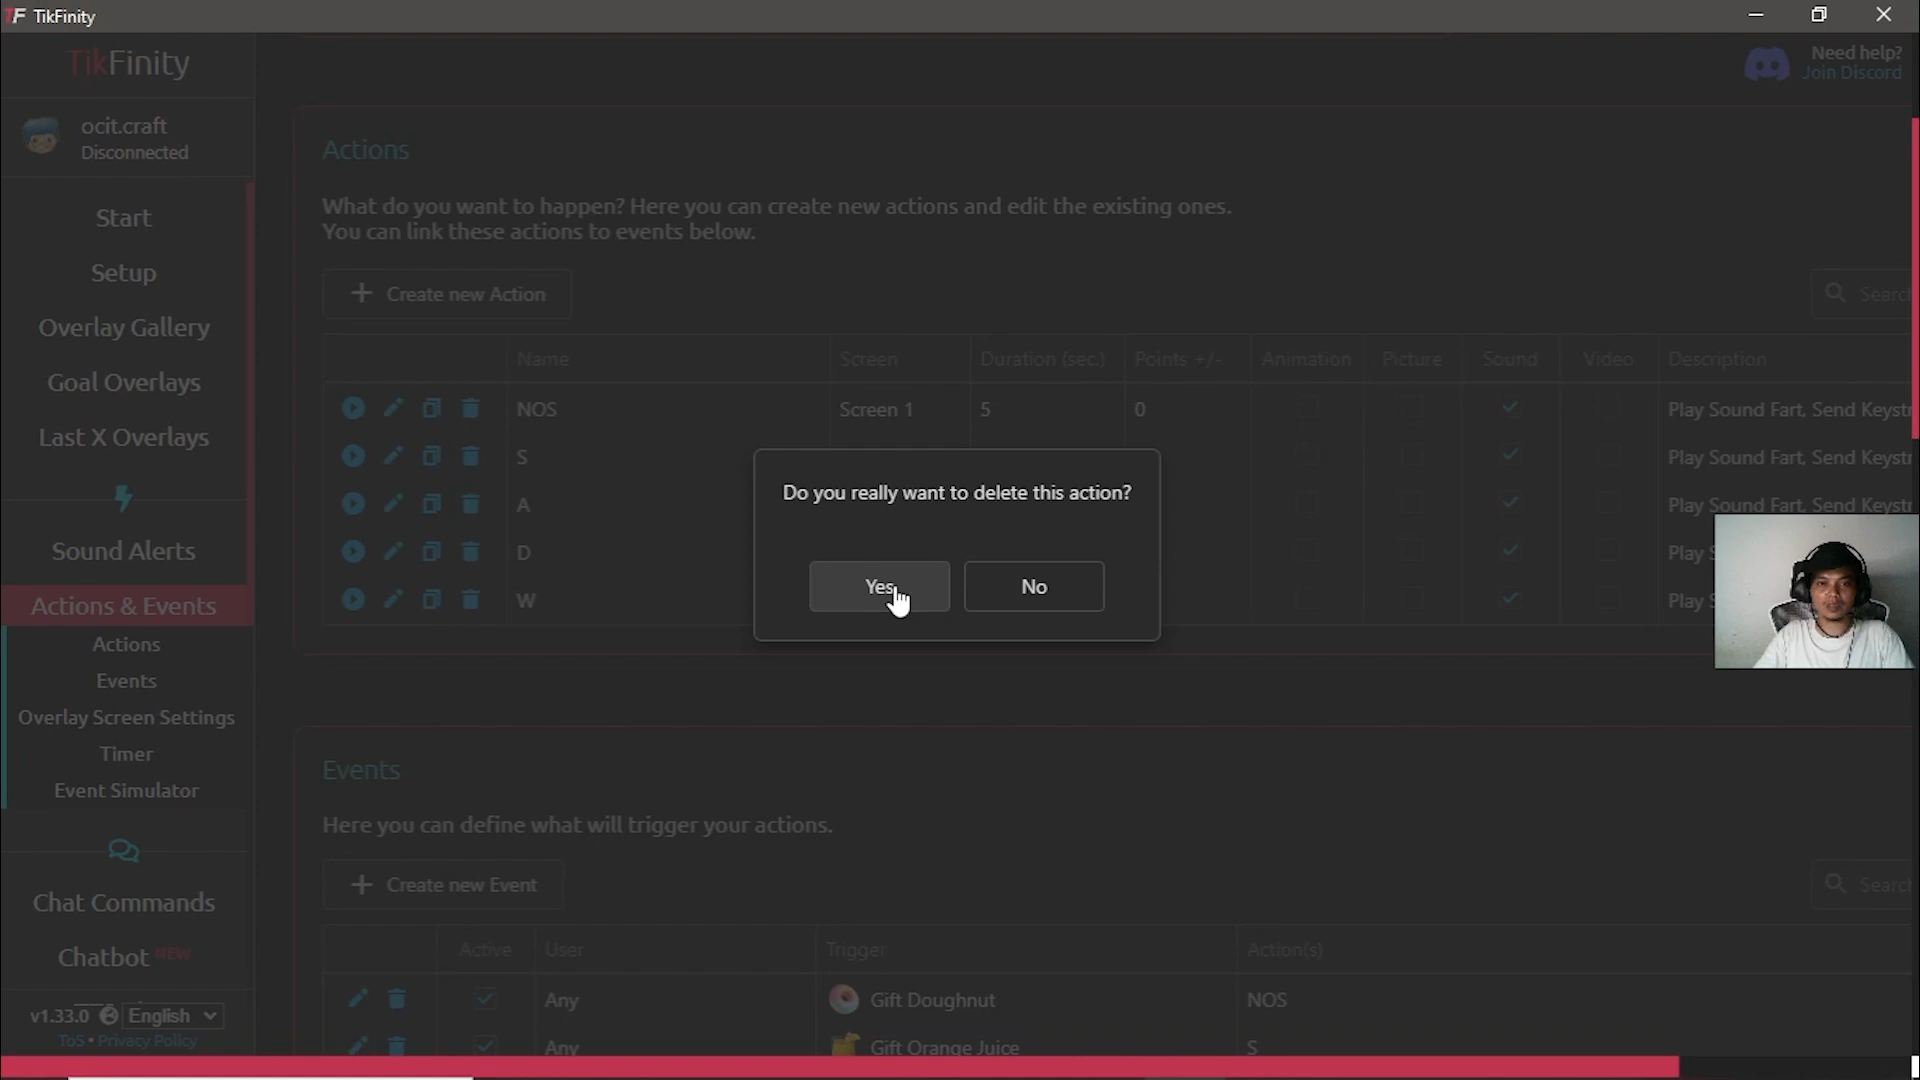 TF TikFinity
TikFinity
Need help?
Join Discord
ocit.craft
Disconnected
Start
Setup
Overlay Gallery
Goal Overlays
Last X Overlays
Sound Alerts
Actions & Events
Actions
Events
Overlay Screen Settings
Timer
Event Simulator
Chat Commands
Chatbot NEW
v1.33.0 English
ToS • Privacy Policy
Actions
What do you want to happen? Here you can create new actions and edit the existing ones.
You can link these actions to events below.
+ Create new Action
Search
Name Screen Duration (sec.) Points +/- Animation Picture Sound Video Description
NOS Screen 1 5 0 Play Sound Fart, Send Keystr
S Play Sound Fart, Send Keystr
A Play Sound Fart, Send Keystr
D Play S
W Play S
Do you really want to delete this action?
Yes No
Events
Here you can define what will trigger your actions.
+ Create new Event
Search
Active User Trigger Action(s)
Any Gift Doughnut NOS
Any Gift Orange Juice S